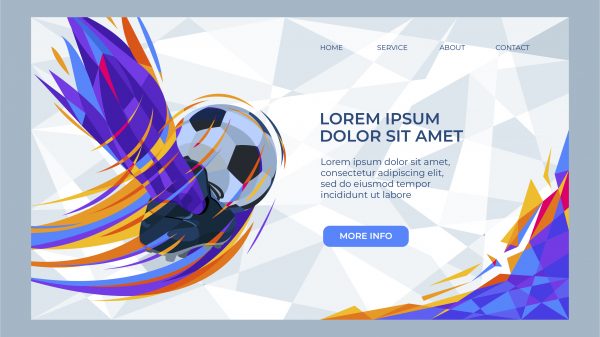 HOME SERVICE ABOUT CONTACT
LOREM IPSUM
DOLOR SIT AMET
Lorem ipsum dolor sit amet,
consectetur adipiscing elit,
sed do eiusmod tempor
incididunt ut labore
MORE INFO